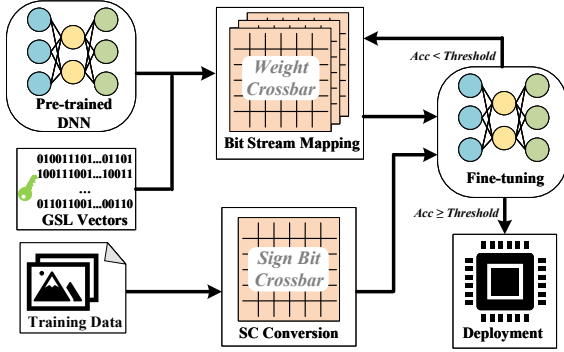 Pre-trained
DNN
010011101...01101
100111001...10011
...
011011001...00110
GSL Vectors
Training Data
Weight
Crossbar
Bit Stream Mapping
Sign Bit
Crossbar
SC Conversion
Acc < Threshold
Fine-tuning
Acc ≥ Threshold
Deployment